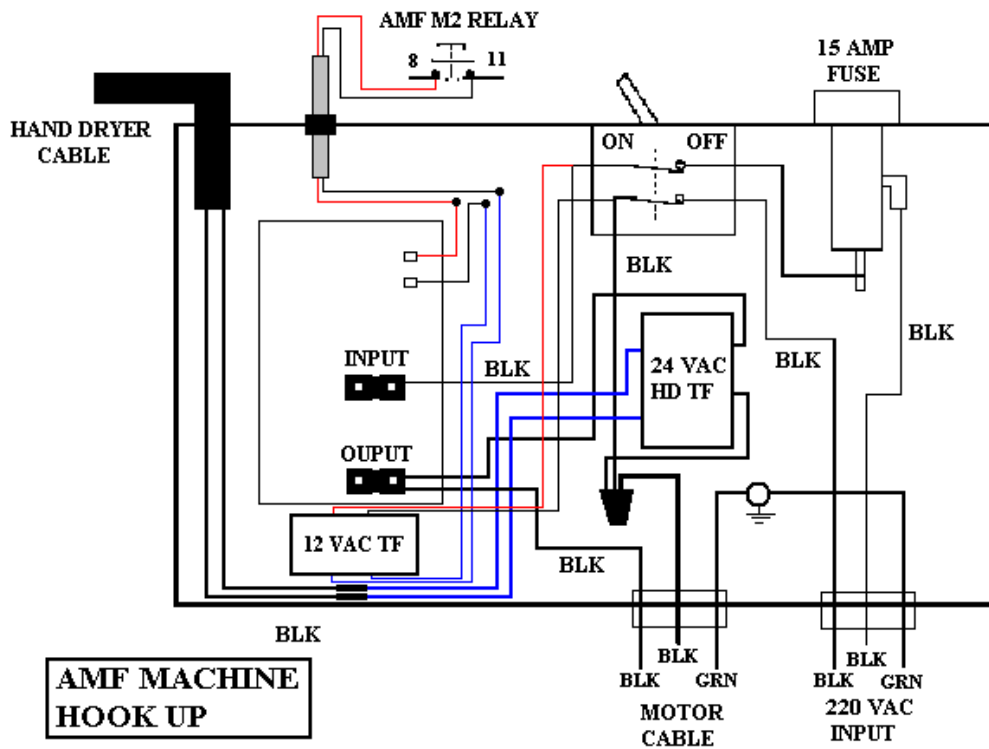 AMF M2 RELAY
8 11
15 AMP
FUSE
HAND DRYER
CABLE
ON OFF
BLK
BLK
INPUT
BLK
BLK
24 VAC
HD TF
OUPUT
12 VAC TF
BLK
BLK
BLK
BLK
GRN
BLK
BLK
GRN
MOTOR
CABLE
220 VAC
INPUT
AMF MACHINE
HOOK UP